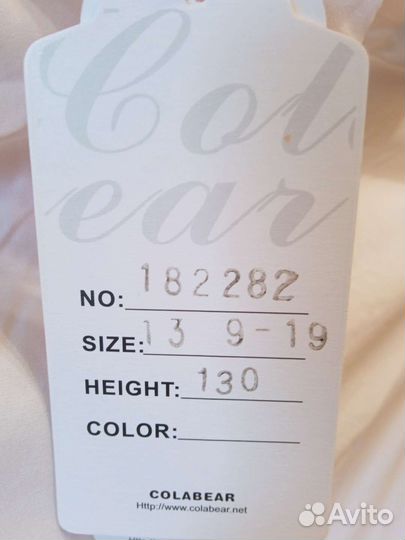 Col
ear
NO: 182282
SIZE: 13 9-19
HEIGHT: 130
COLOR:
COLABEAR
Http://www.colabear.net
Avito